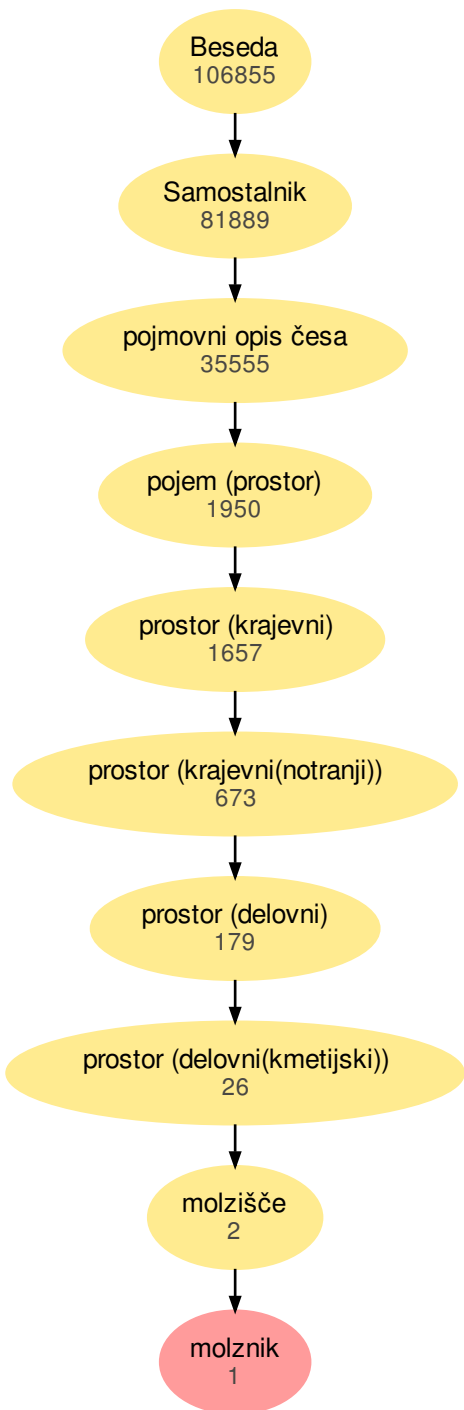 Beseda
106855
Samostalnik
81889
pojmovni opis česa
35555
pojem (prostor)
1950
prostor (krajevni)
1657
prostor (krajevni(notranji))
673
prostor (delovni)
179
prostor (delovni(kmetijski))
26
molzišče
2
molznik
1